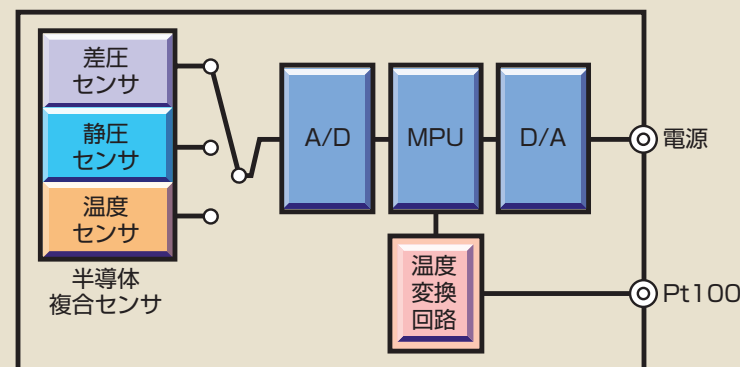 差圧
センサ
静圧
センサ
温度
センサ
半導体
複合センサ
A/D
MPU
D/A
電源
温度
変換
回路
Pt100